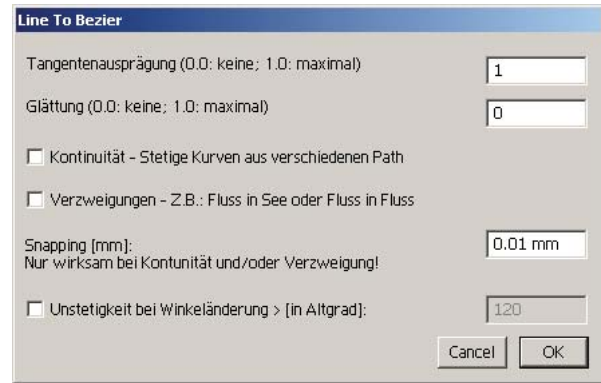 Line To Bezier
Tangentenausprägung (0.0: keine; 1.0: maximal)
1
Glättung (0.0: keine; 1.0: maximal)
0
Kontinuität - Stetige Kurven aus verschiedenen Path
Verzweigungen - Z.B.: Fluss in See oder Fluss in Fluss
Snapping [mm]:
0.01 mm
Nur wirksam bei Kontunität und/oder Verzweigung!
Unstetigkeit bei Winkeländerung > [in Altgrad]:
120
Cancel
OK